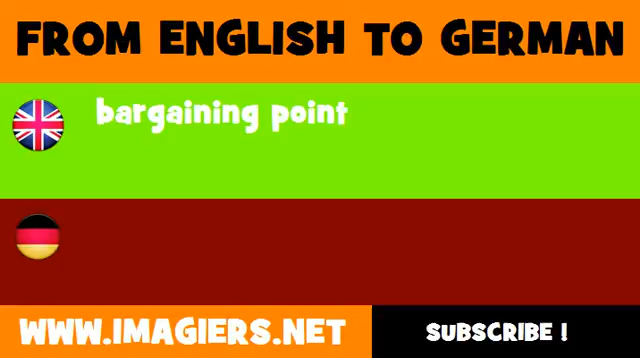 FROM ENGLISH TO GERMAN
bargaining point
WWW.IMAGIERS.NET
SUBSCRIBE !